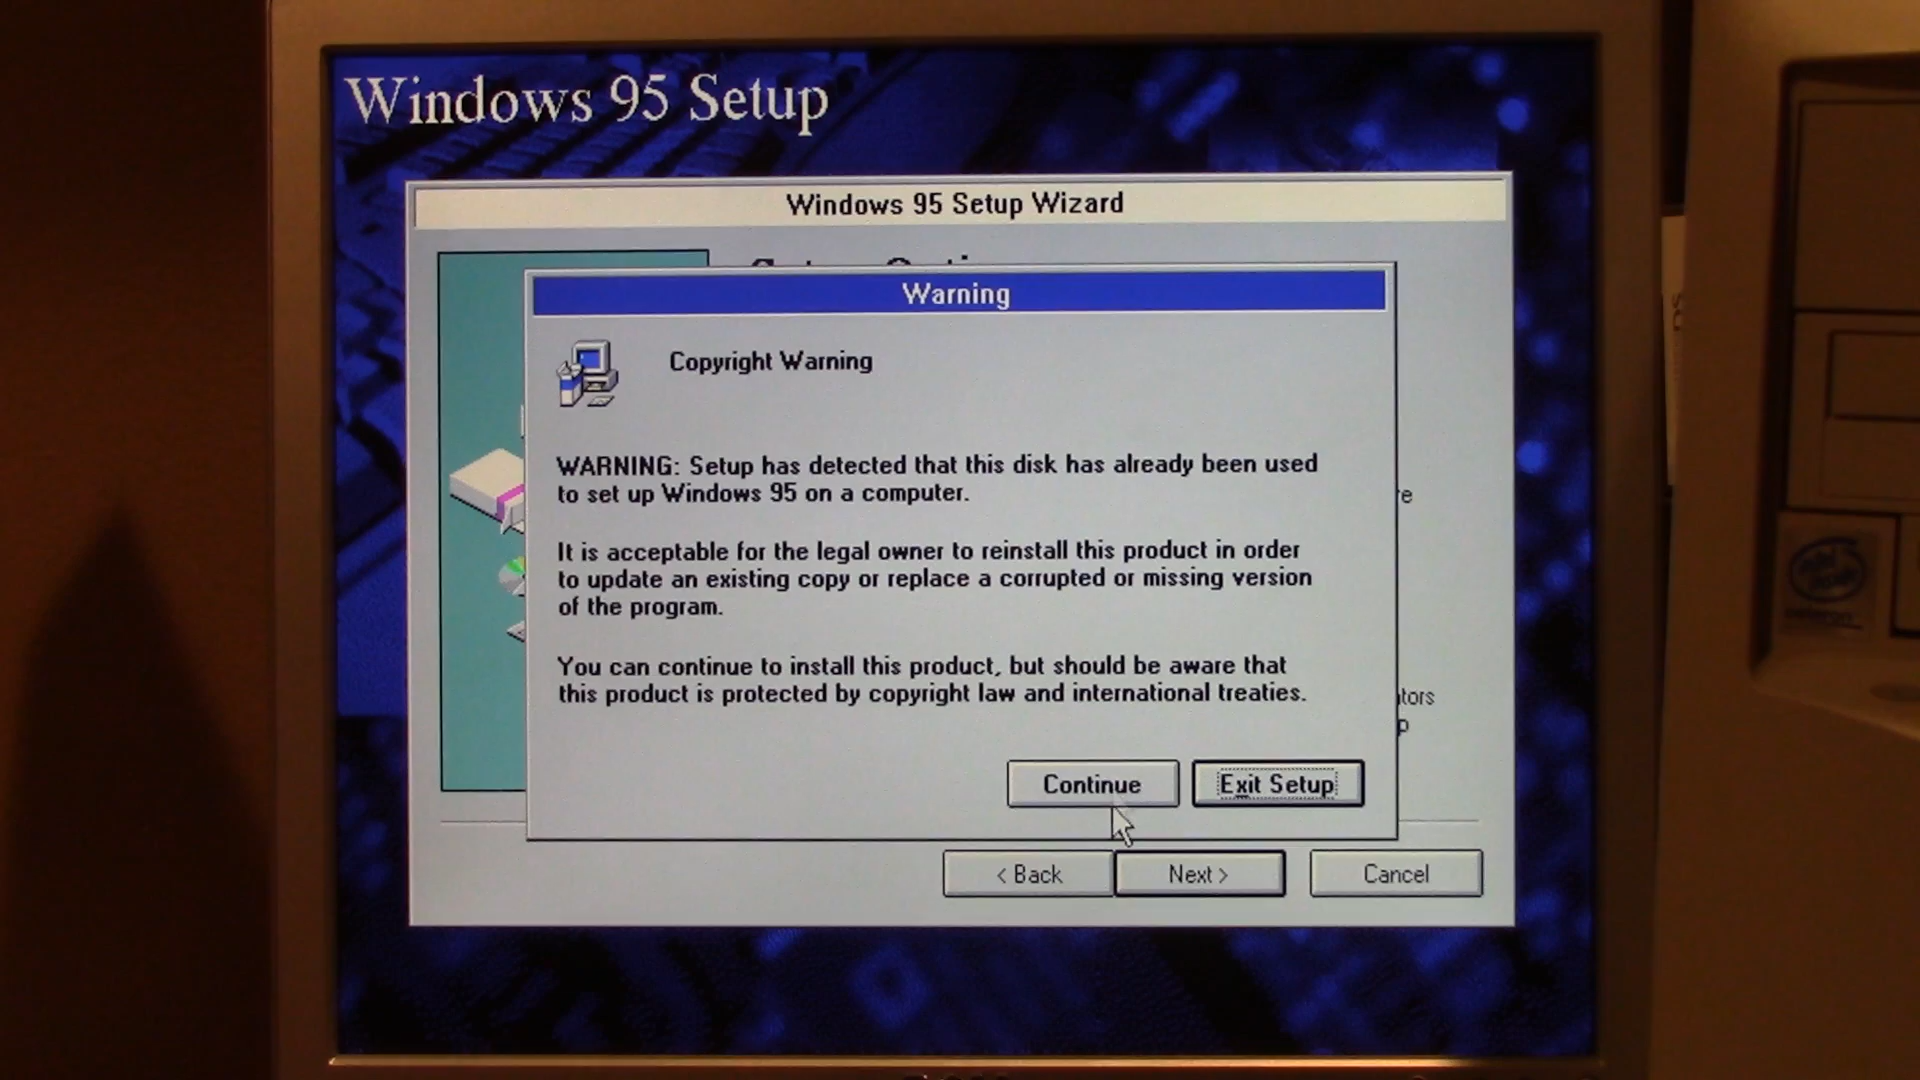 Windows 95 Setup
Windows 95 Setup Wizard
Warning
Copyright Warning
WARNING: Setup has detected that this disk has already been used
to set up Windows 95 on a computer.
It is acceptable for the legal owner to reinstall this product in order
to update an existing copy or replace a corrupted or missing version
of the program.
You can continue to install this product, but should be aware that
this product is protected by copyright law and international treaties.
Continue
Exit Setup
< Back
Next >
Cancel